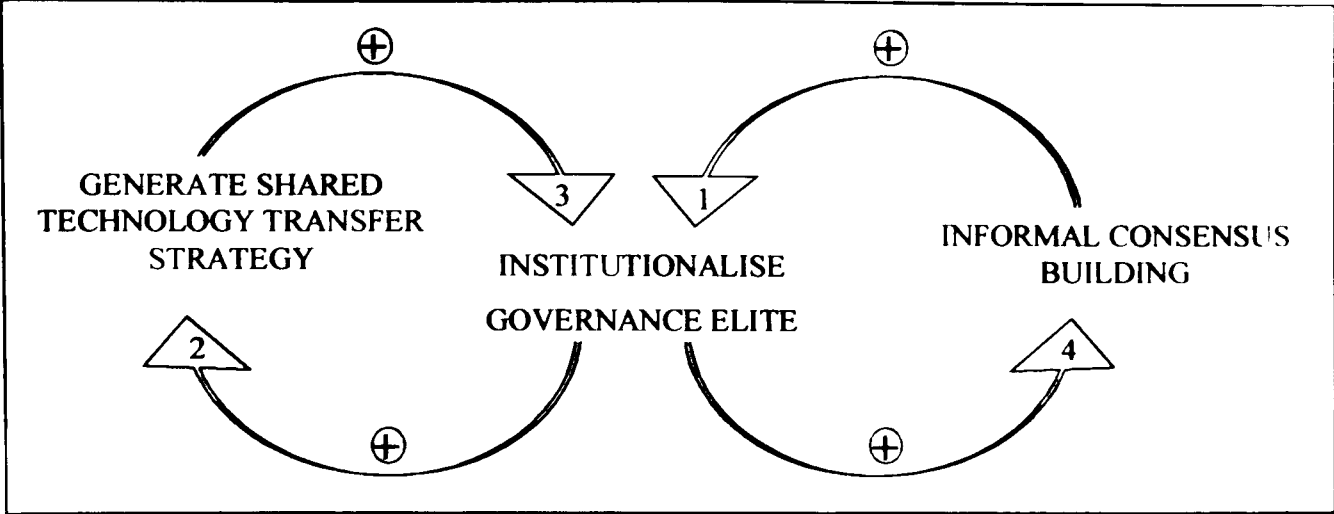 +
+
3
1
GENERATE SHARED
TECHNOLOGY TRANSFER
STRATEGY
INFORMAL CONSENSUS
BUILDING
INSTITUTIONALISE
GOVERNANCE ELITE
2
4
+
+